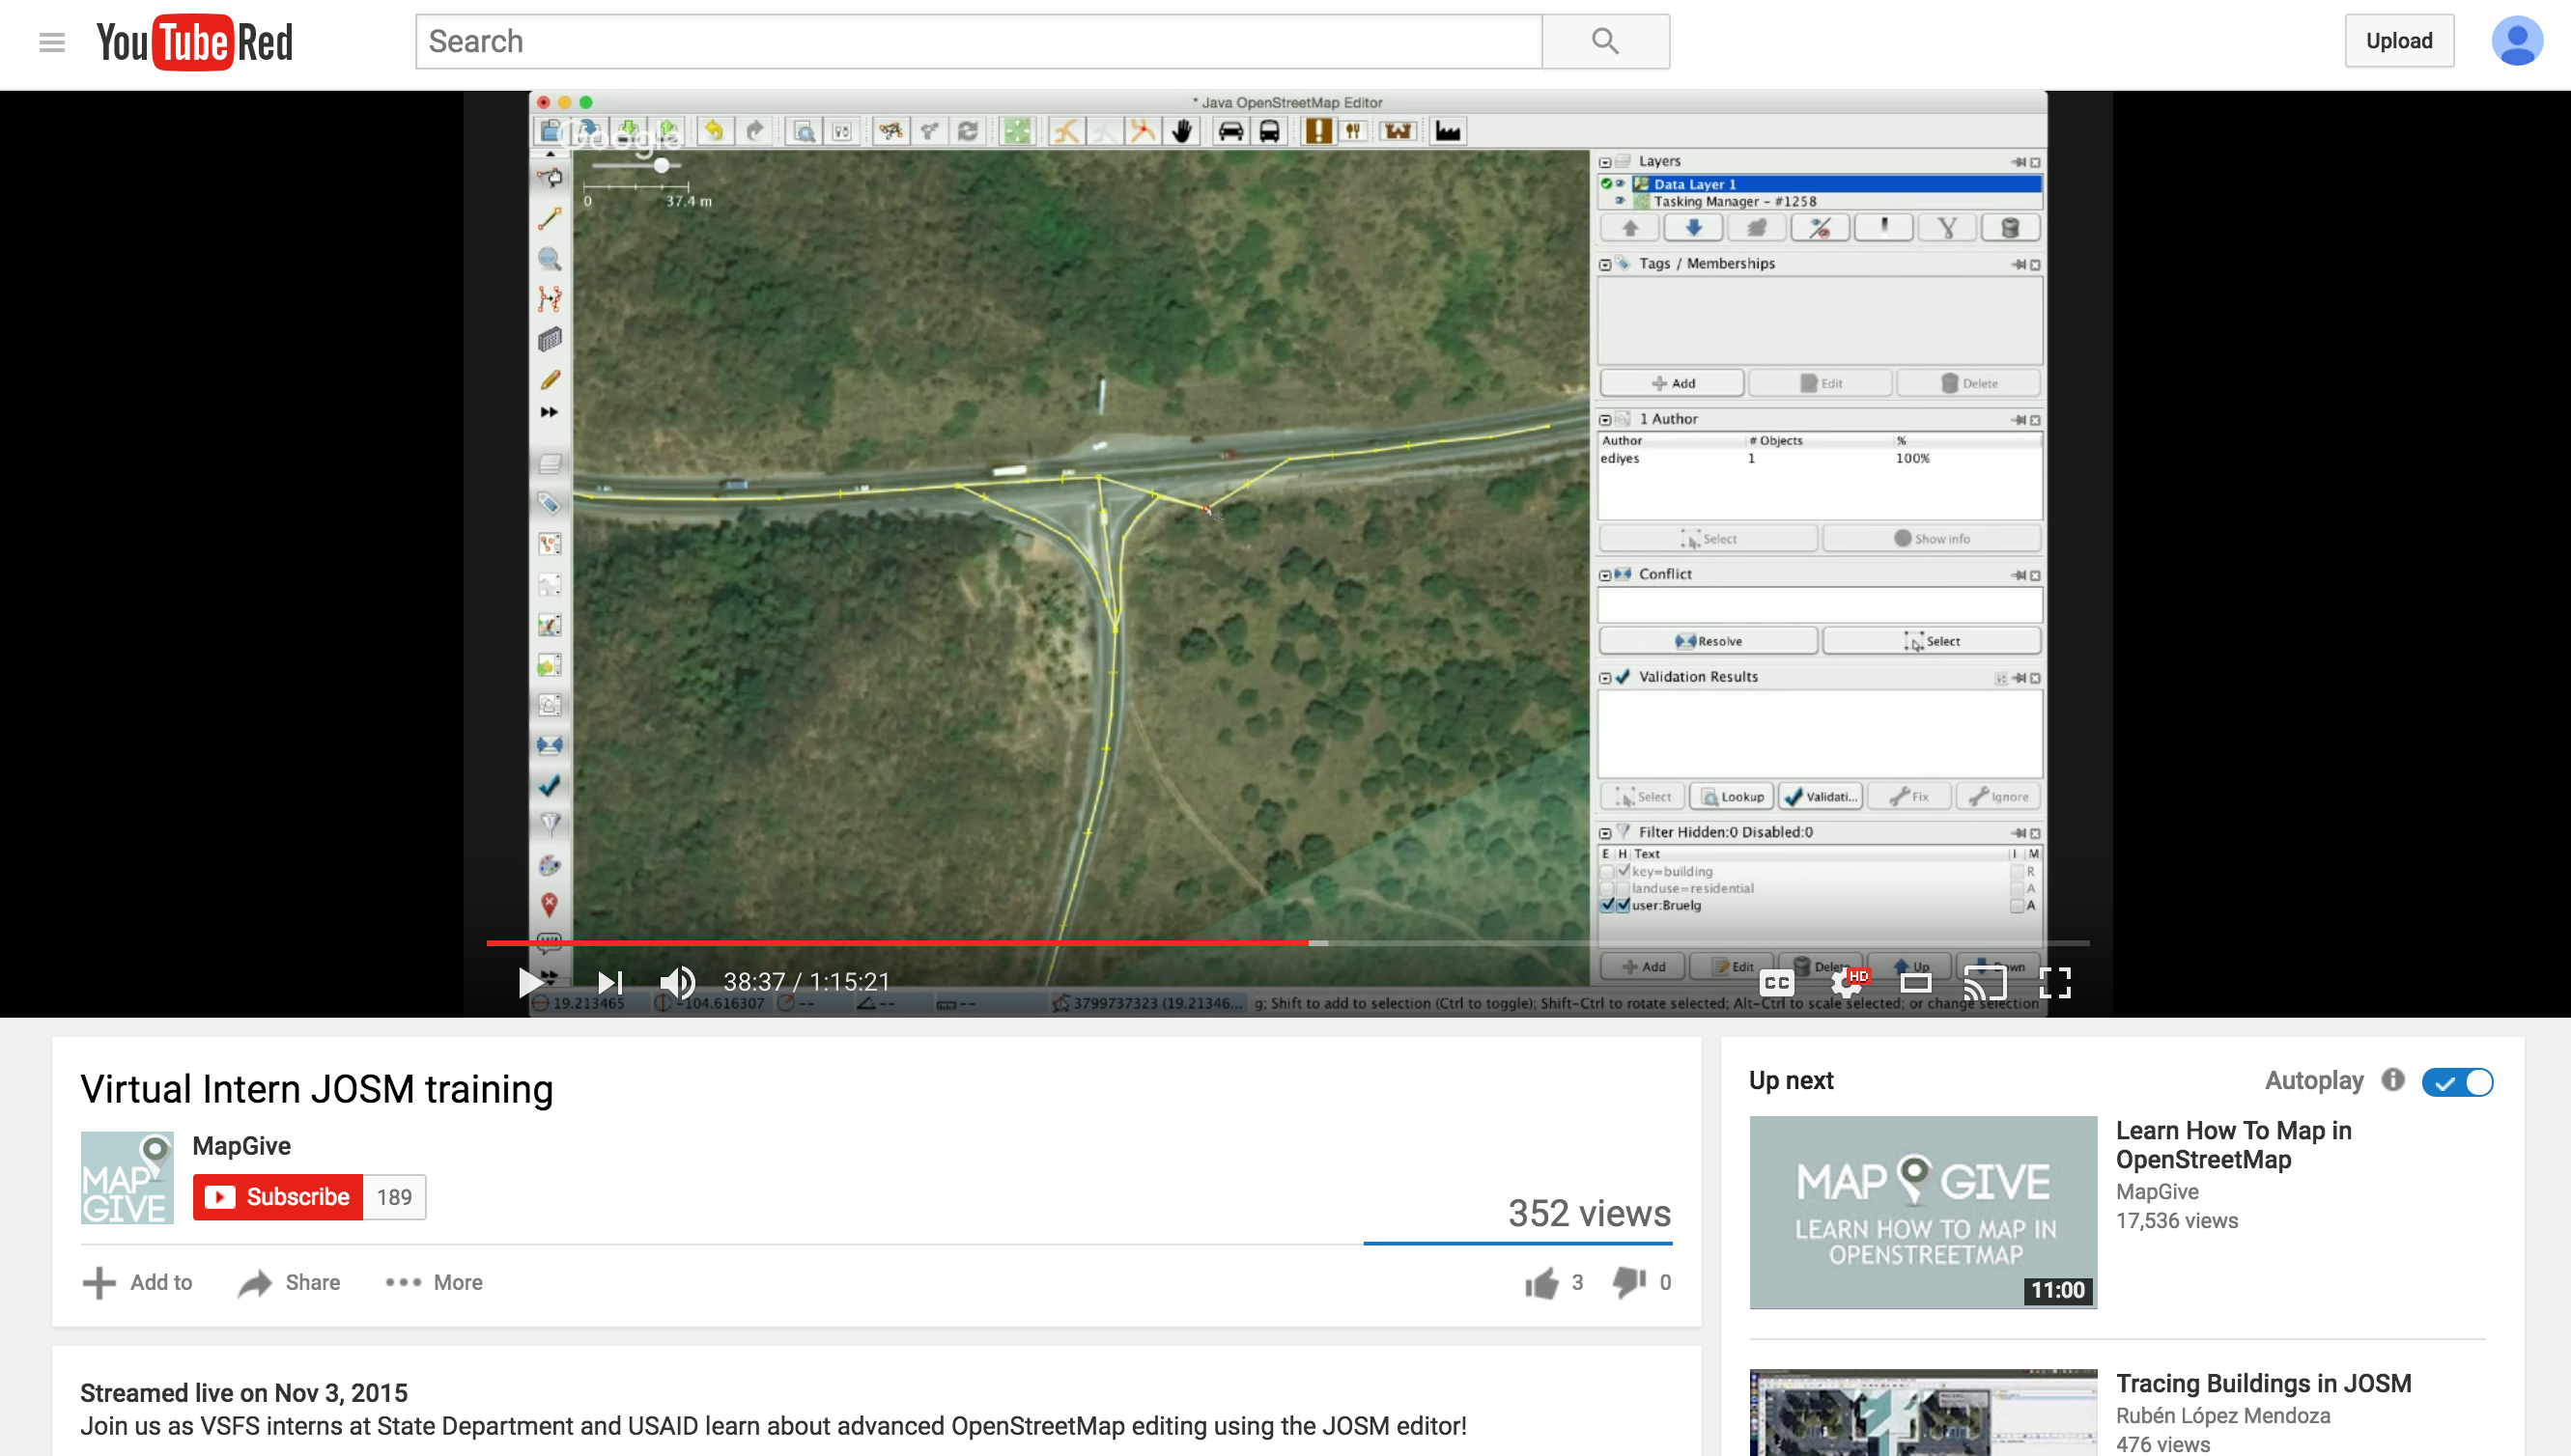 YouTube Red
Search
Upload
* Java OpenStreetMap Editor
Google
0 37.4 m
Layers
Data Layer 1
Tasking Manager - #1258
Tags / Memberships
Add Edit Delete
1 Author
Author # Objects %
ediyes 1 100%
Select Show info
Conflict
Resolve Select
Validation Results
Select Lookup Validati... Fix Ignore
Filter Hidden:0 Disabled:0
E H Text I M
key=building R
landuse=residential A
user:Bruelg A
Add Edit Delete Up Down
38:37 / 1:15:21
CC HD
19.213465 -104.616307 -- -- -- 3799737323 (19.21346... g; Shift to add to selection (Ctrl to toggle); Shift-Ctrl to rotate selected; Alt-Ctrl to scale selected; or change selection
Virtual Intern JOSM training
MAP GIVE
MapGive
Subscribe 189
352 views
Add to Share More
3 0
Streamed live on Nov 3, 2015
Join us as VSFS interns at State Department and USAID learn about advanced OpenStreetMap editing using the JOSM editor!
Up next Autoplay
MAP GIVE
LEARN HOW TO MAP IN
OPENSTREETMAP
11:00
Learn How To Map in
OpenStreetMap
MapGive
17,536 views
Tracing Buildings in JOSM
Rubén López Mendoza
476 views